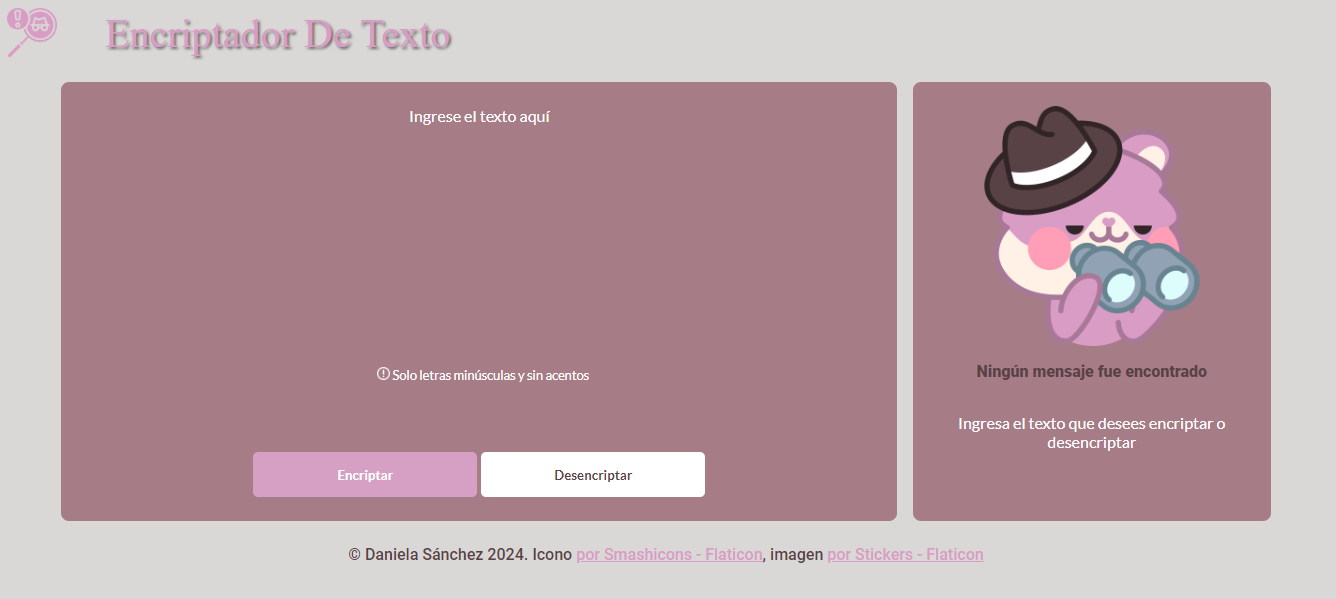 Encriptador De Texto
Ingrese el texto aquí
Solo letras minúsculas y sin acentos
Encriptar
Desencriptar
Ningún mensaje fue encontrado
Ingresa el texto que desees encriptar o
desencriptar
© Daniela Sánchez 2024. Icono por Smashicons - Flaticon, imagen por Stickers - Flaticon